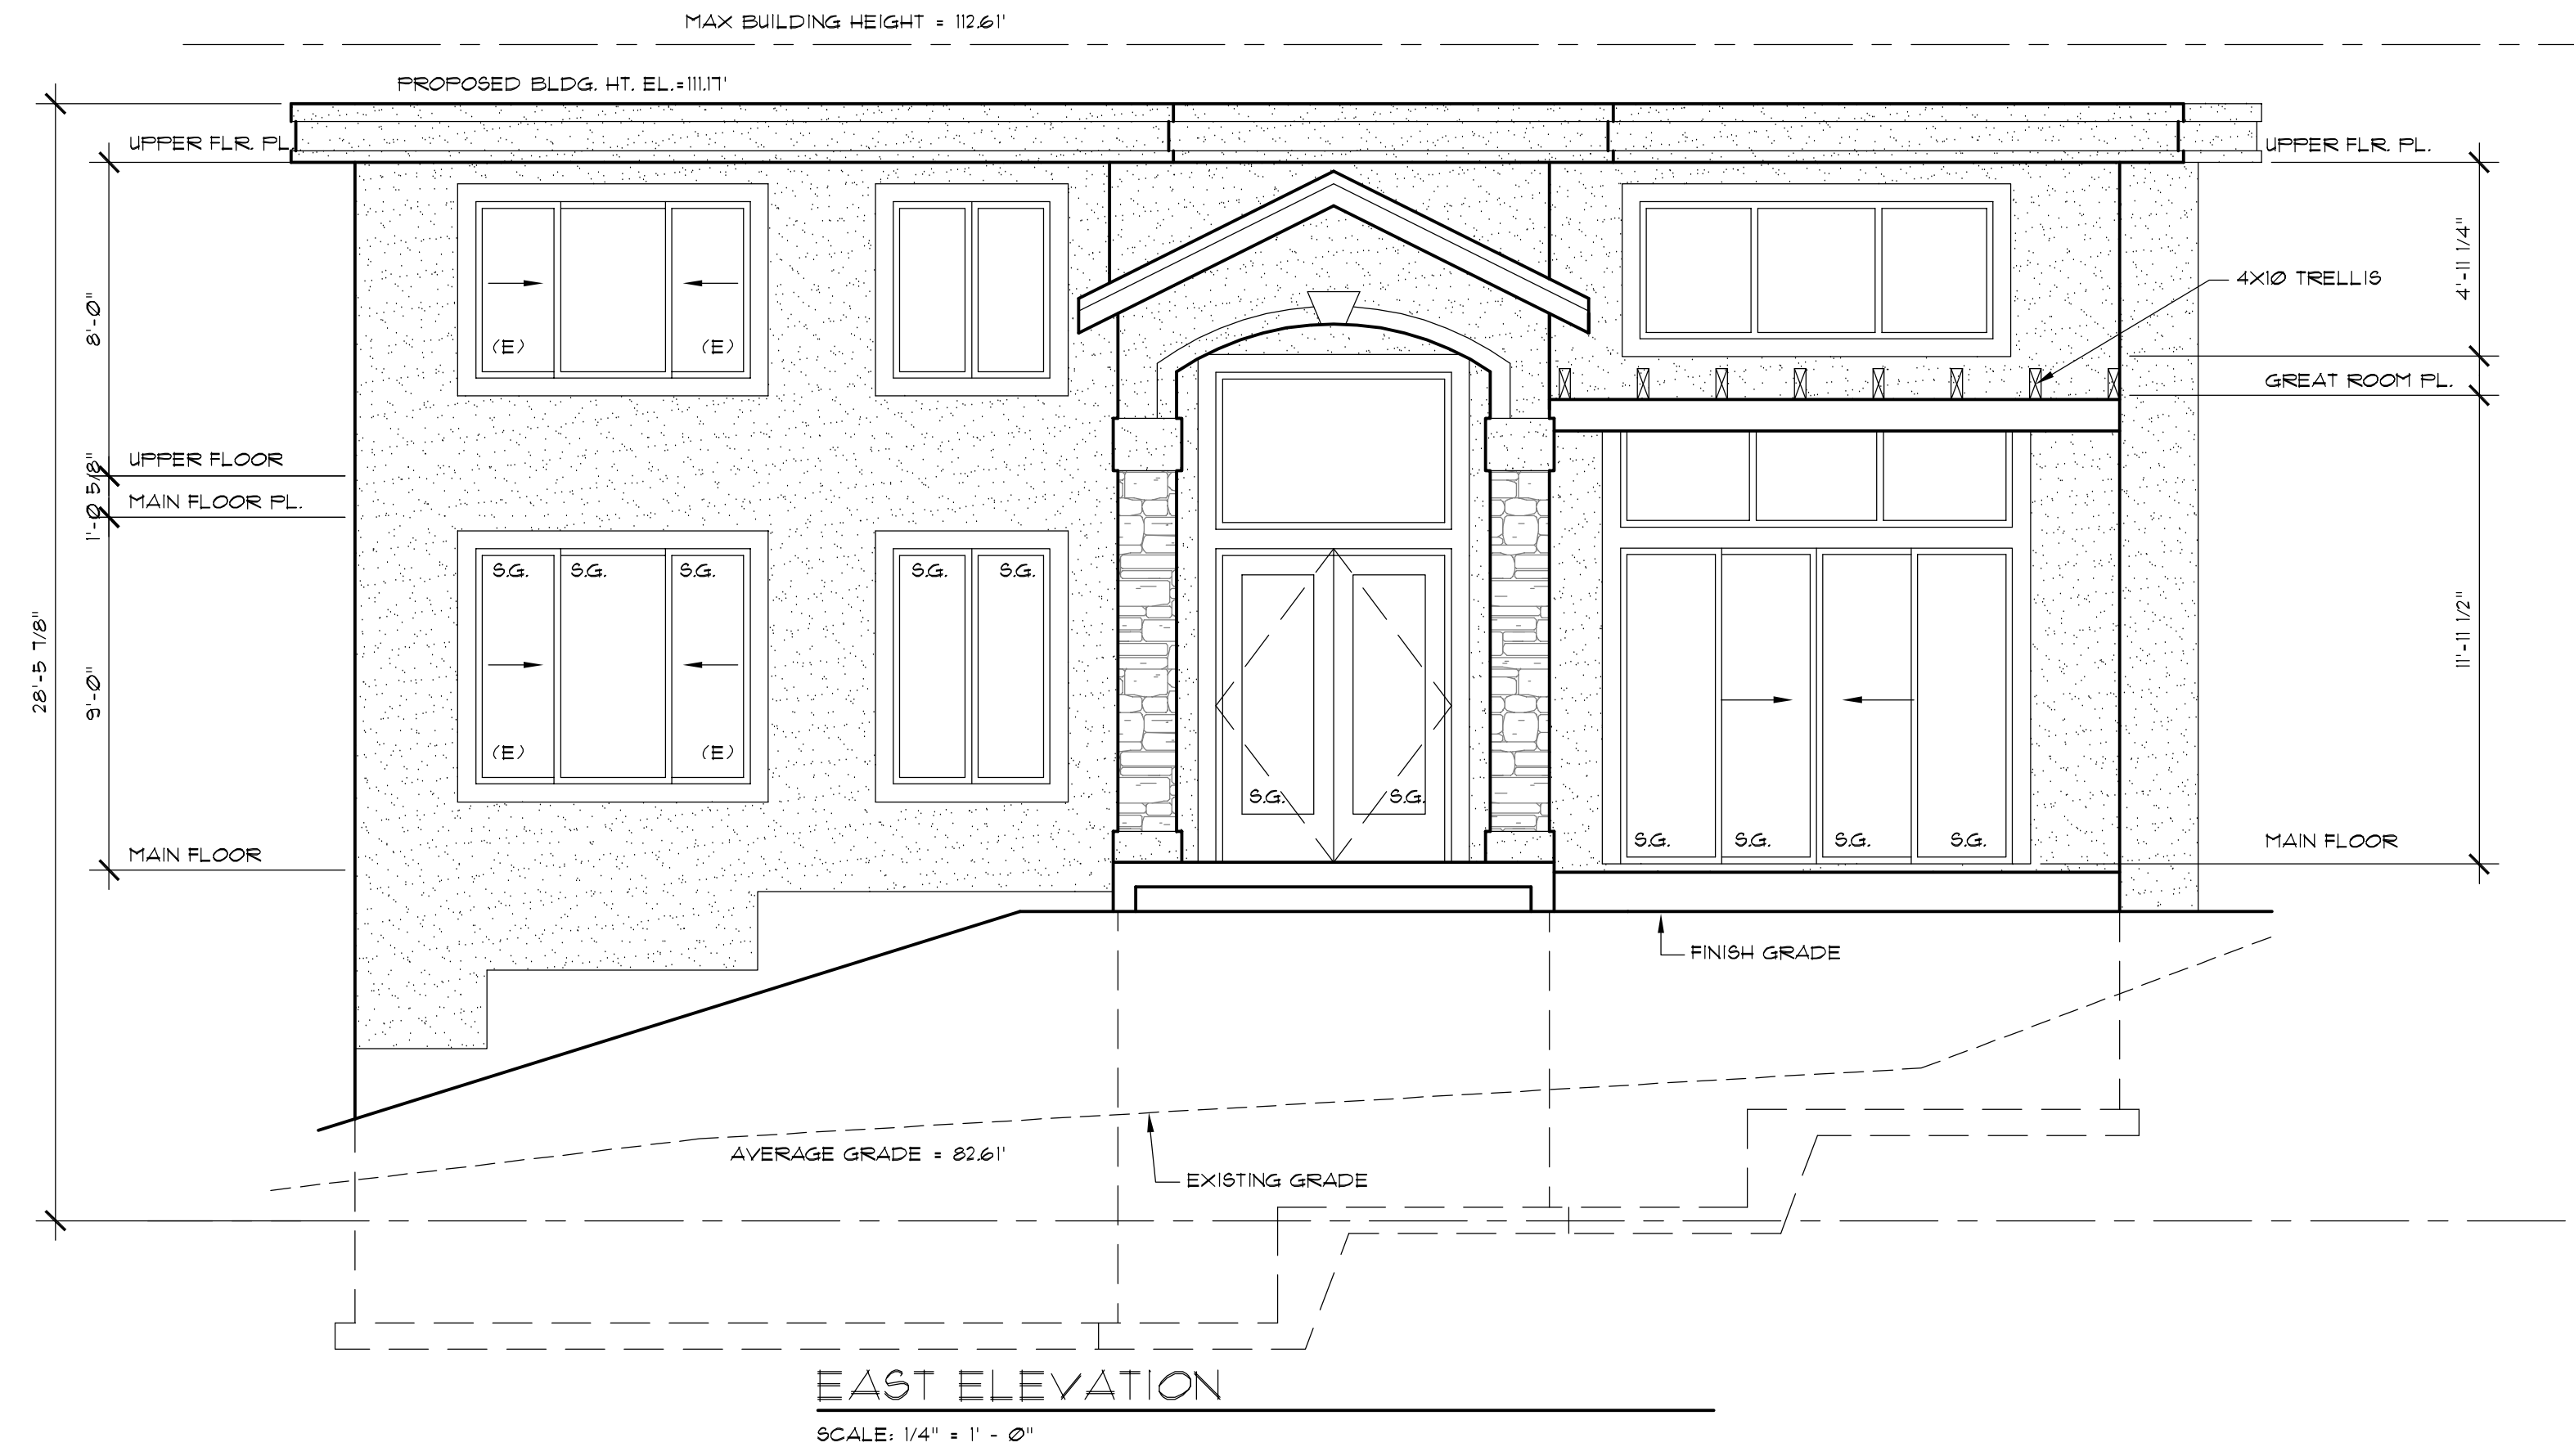 MAX BUILDING HEIGHT = 112.61'
PROPOSED BLDG. HT. EL.=111.17'
UPPER FLR. PL.
UPPER FLR. PL.
4'-11 1/4"
4X10 TRELLIS
8'-0"
(E)
(E)
GREAT ROOM PL.
UPPER FLOOR
1'-0 5/8"
MAIN FLOOR PL.
S.G.
S.G.
S.G.
S.G.
S.G.
28'-5 7/8"
9'-0"
11'-11 1/2"
(E)
(E)
S.G.
S.G.
S.G.
S.G.
S.G.
S.G.
MAIN FLOOR
MAIN FLOOR
FINISH GRADE
AVERAGE GRADE = 82.61'
EXISTING GRADE
EAST ELEVATION
SCALE: 1/4" = 1' - 0"